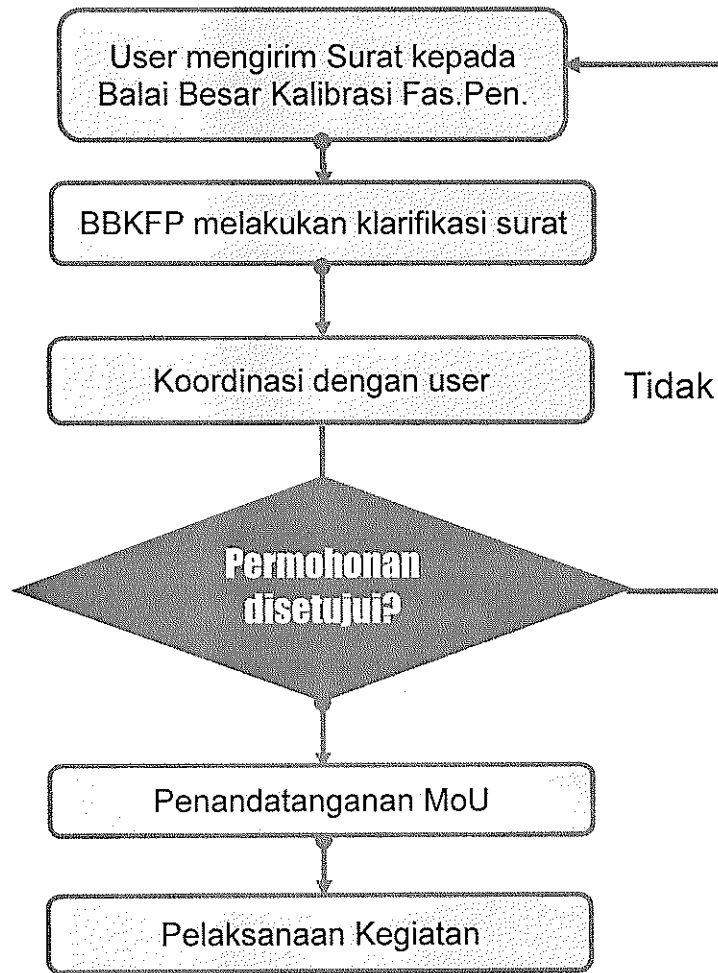 User mengirim Surat kepada
Balai Besar Kalibrasi Fas.Pen.
BBKFP melakukan klarifikasi surat
Koordinasi dengan user
Tidak
Permohonan
disetujui?
Penandatanganan MoU
Pelaksanaan Kegiatan